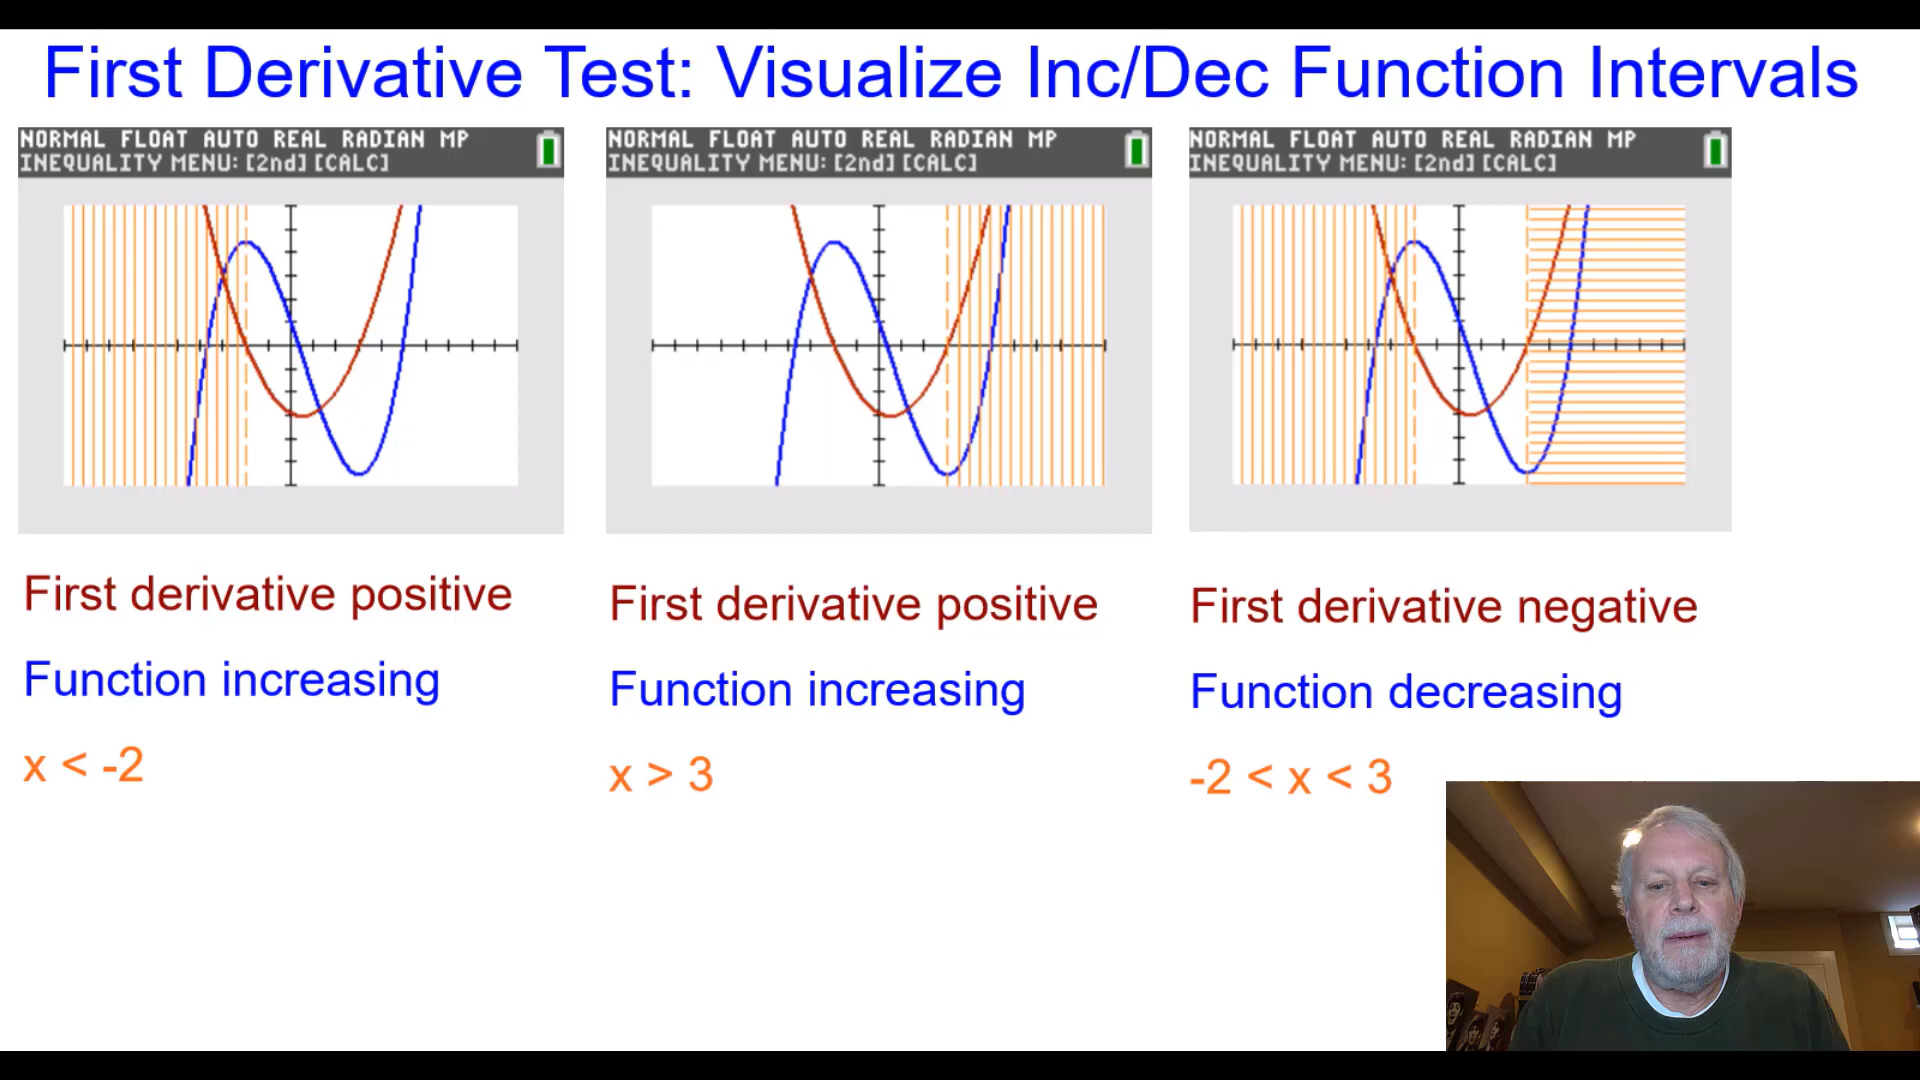 First Derivative Test: Visualize Inc/Dec Function Intervals
NORMAL FLOAT AUTO REAL RADIAN MP
INEQUALITY MENU: [2nd] [CALC]
First derivative positive
Function increasing
x < -2
NORMAL FLOAT AUTO REAL RADIAN MP
INEQUALITY MENU: [2nd] [CALC]
First derivative positive
Function increasing
x > 3
NORMAL FLOAT AUTO REAL RADIAN MP
INEQUALITY MENU: [2nd] [CALC]
First derivative negative
Function decreasing
-2 < x < 3